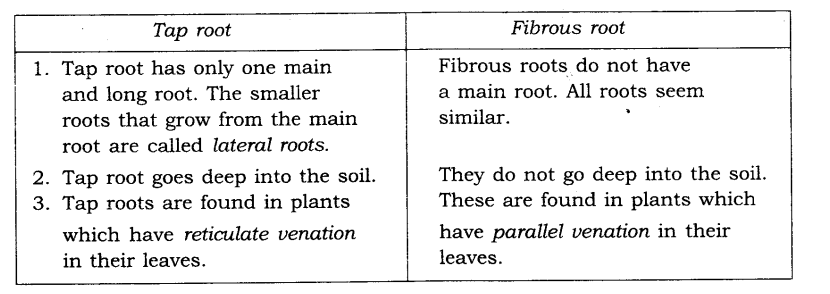 Tap root
Fibrous root
1. Tap root has only one main
and long root. The smaller
roots that grow from the main
root are called lateral roots.
Fibrous roots do not have
a main root. All roots seem
similar.
2. Tap root goes deep into the soil.
They do not go deep into the soil.
3. Tap roots are found in plants
which have reticulate venation
in their leaves.
These are found in plants which
have parallel venation in their
leaves.